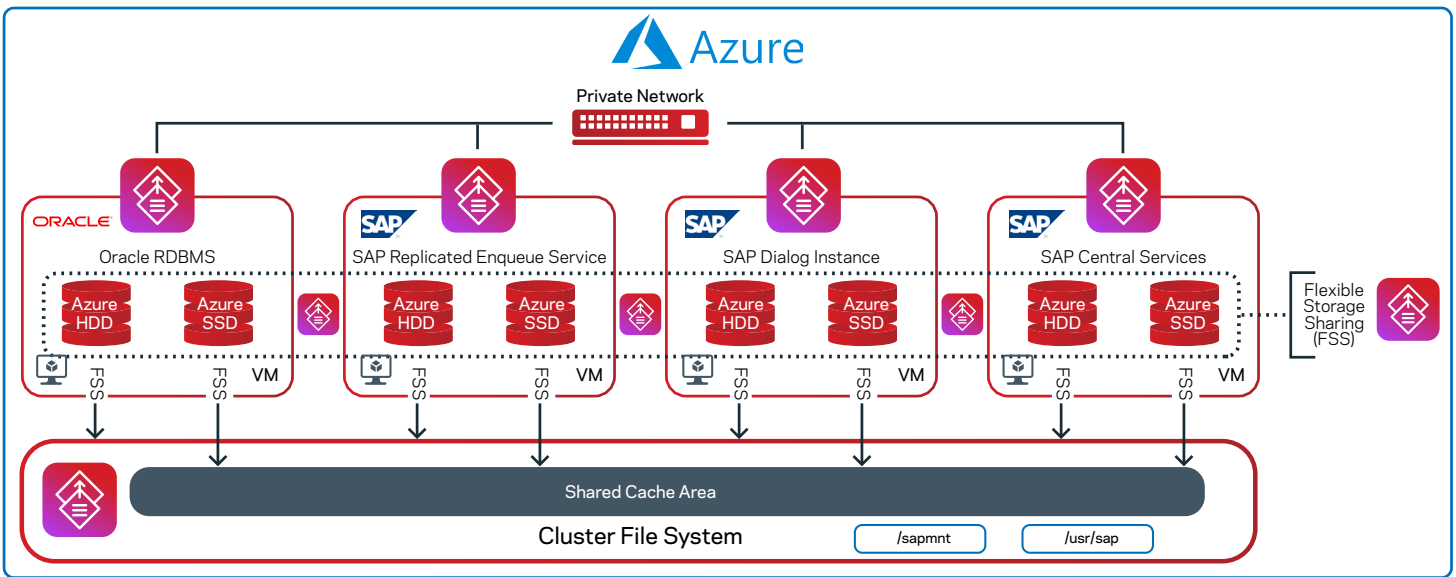 Azure
Private Network
ORACLE
Oracle RDBMS
Azure
HDD
Azure
SSD
VM
FSS
FSS
SAP
SAP Replicated Enqueue Service
Azure
HDD
Azure
SSD
VM
FSS
FSS
SAP
SAP Dialog Instance
Azure
HDD
Azure
SSD
VM
FSS
FSS
SAP
SAP Central Services
Azure
HDD
Azure
SSD
VM
FSS
FSS
Flexible
Storage
Sharing
(FSS)
Shared Cache Area
Cluster File System
/sapmnt
/usr/sap